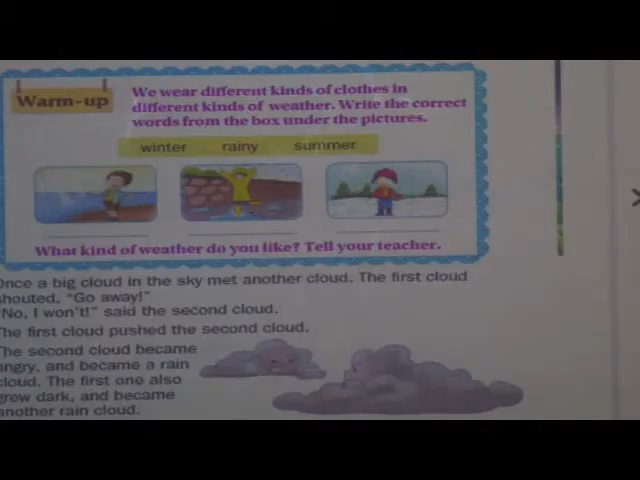 Warm-up
We wear different kinds of clothes in
different kinds of weather. Write the correct
words from the box under the pictures.
winter rainy summer
What kind of weather do you like? Tell your teacher.
Once a big cloud in the sky met another cloud. The first cloud
shouted, "Go away!"
"No, I won't!" said the second cloud.
The first cloud pushed the second cloud.
The second cloud became
angry, and became a rain
cloud. The first one also
grew dark, and became
another rain cloud.